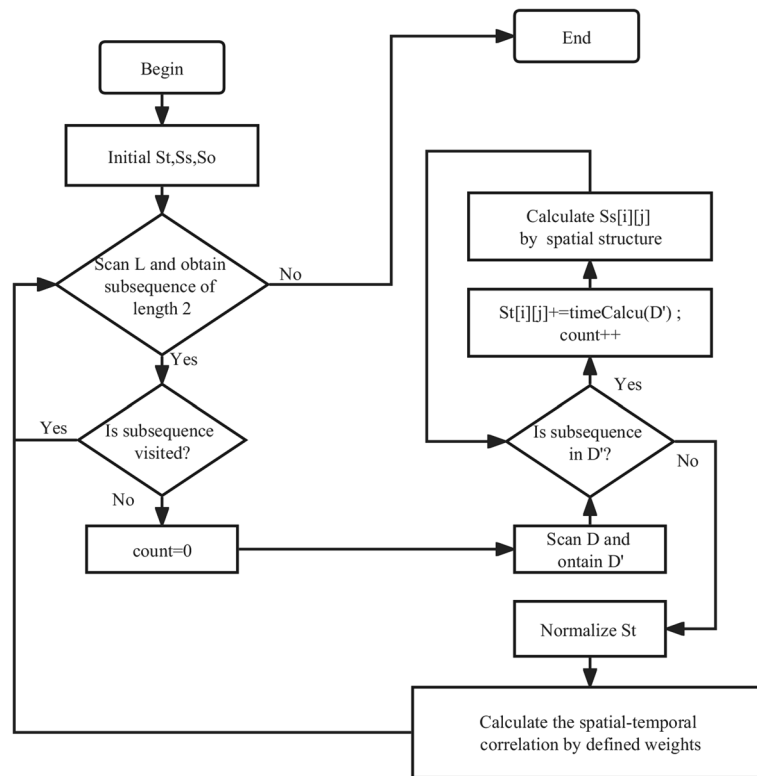 Begin
End
Initial St,Ss,So
Scan L and obtain
subsequence of
length 2
No
Yes
Is subsequence
visited?
Yes
No
count=0
Scan D and
ontain D'
Is subsequence
in D'?
Yes
No
St[i][j]+=timeCalcu(D') ;
count++
Calculate Ss[i][j]
by spatial structure
Normalize St
Calculate the spatial-temporal
correlation by defined weights